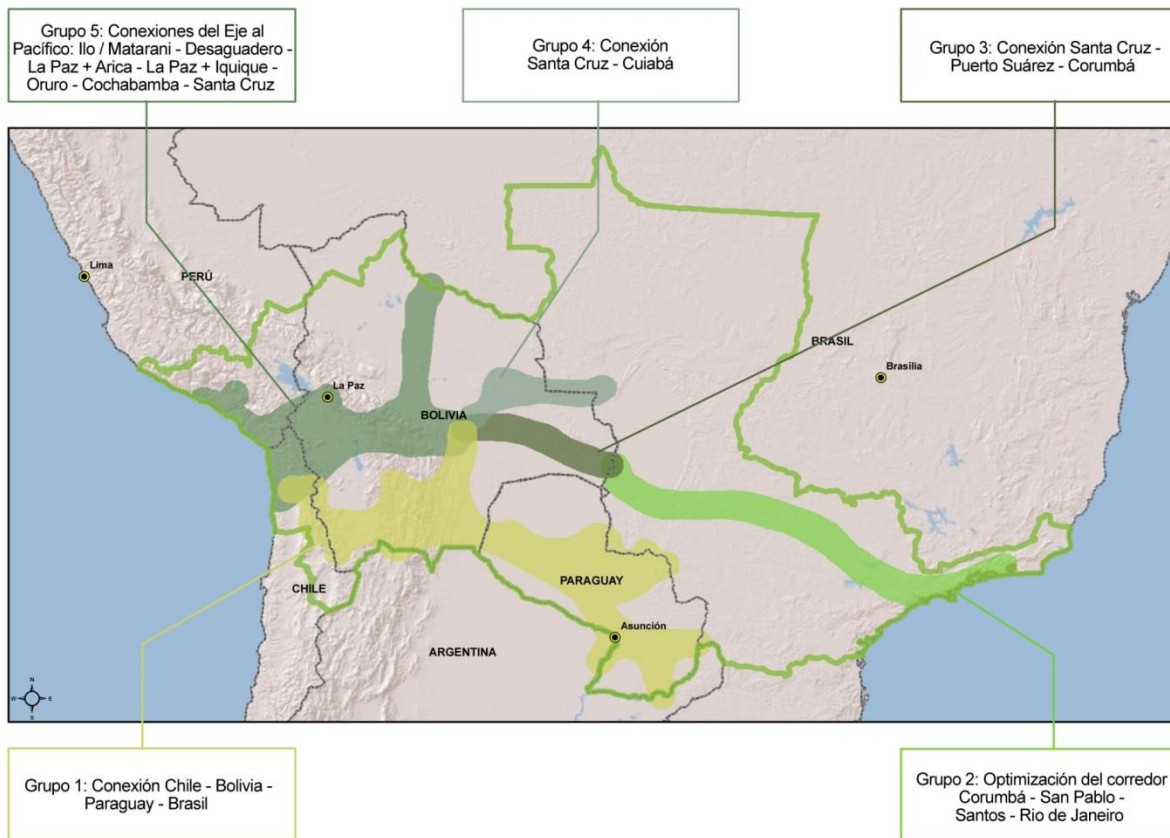 Grupo 5: Conexiones del Eje al
Pacífico: Ilo / Matarani - Desaguadero -
La Paz + Arica - La Paz + Iquique -
Oruro - Cochabamba - Santa Cruz
Grupo 4: Conexión
Santa Cruz - Cuiabá
Grupo 3: Conexión Santa Cruz -
Puerto Suárez - Corumbá
Lima
PERÚ
BRASIL
Brasília
La Paz
BOLIVIA
CHILE
PARAGUAY
Asunción
ARGENTINA
N
W
E
S
Grupo 1: Conexión Chile - Bolivia -
Paraguay - Brasil
Grupo 2: Optimización del corredor
Corumbá - San Pablo -
Santos - Rio de Janeiro